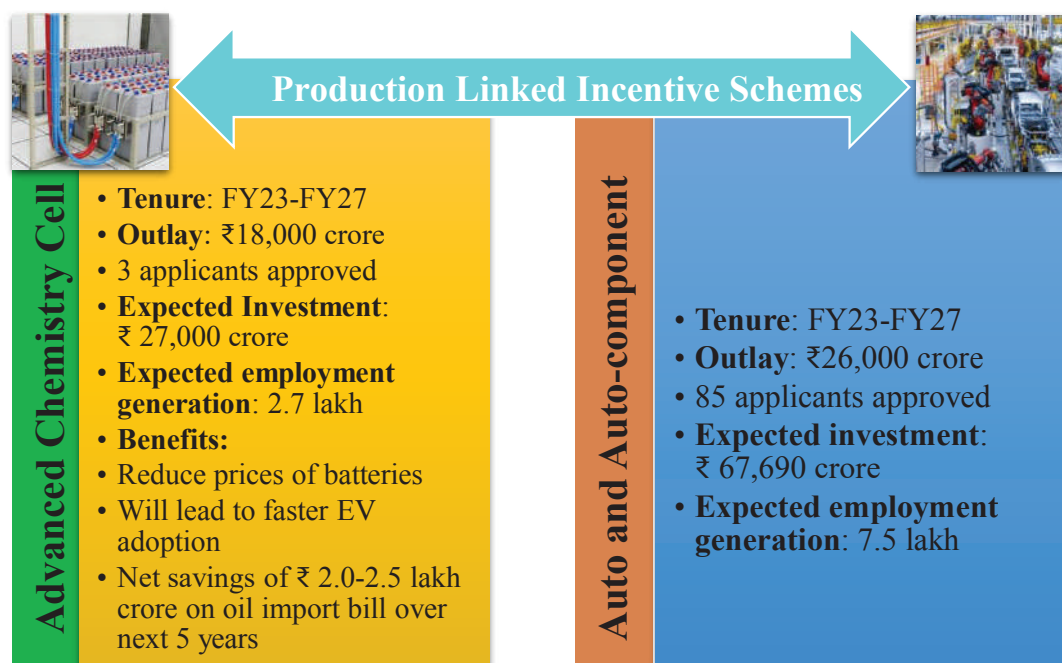 Production Linked Incentive Schemes
Advanced Chemistry Cell
• Tenure: FY23-FY27
• Outlay: ₹18,000 crore
• 3 applicants approved
• Expected Investment:
₹ 27,000 crore
• Expected employment
generation: 2.7 lakh
• Benefits:
• Reduce prices of batteries
• Will lead to faster EV
adoption
• Net savings of ₹ 2.0-2.5 lakh
crore on oil import bill over
next 5 years
Auto and Auto-component
• Tenure: FY23-FY27
• Outlay: ₹26,000 crore
• 85 applicants approved
• Expected investment:
₹ 67,690 crore
• Expected employment
generation: 7.5 lakh